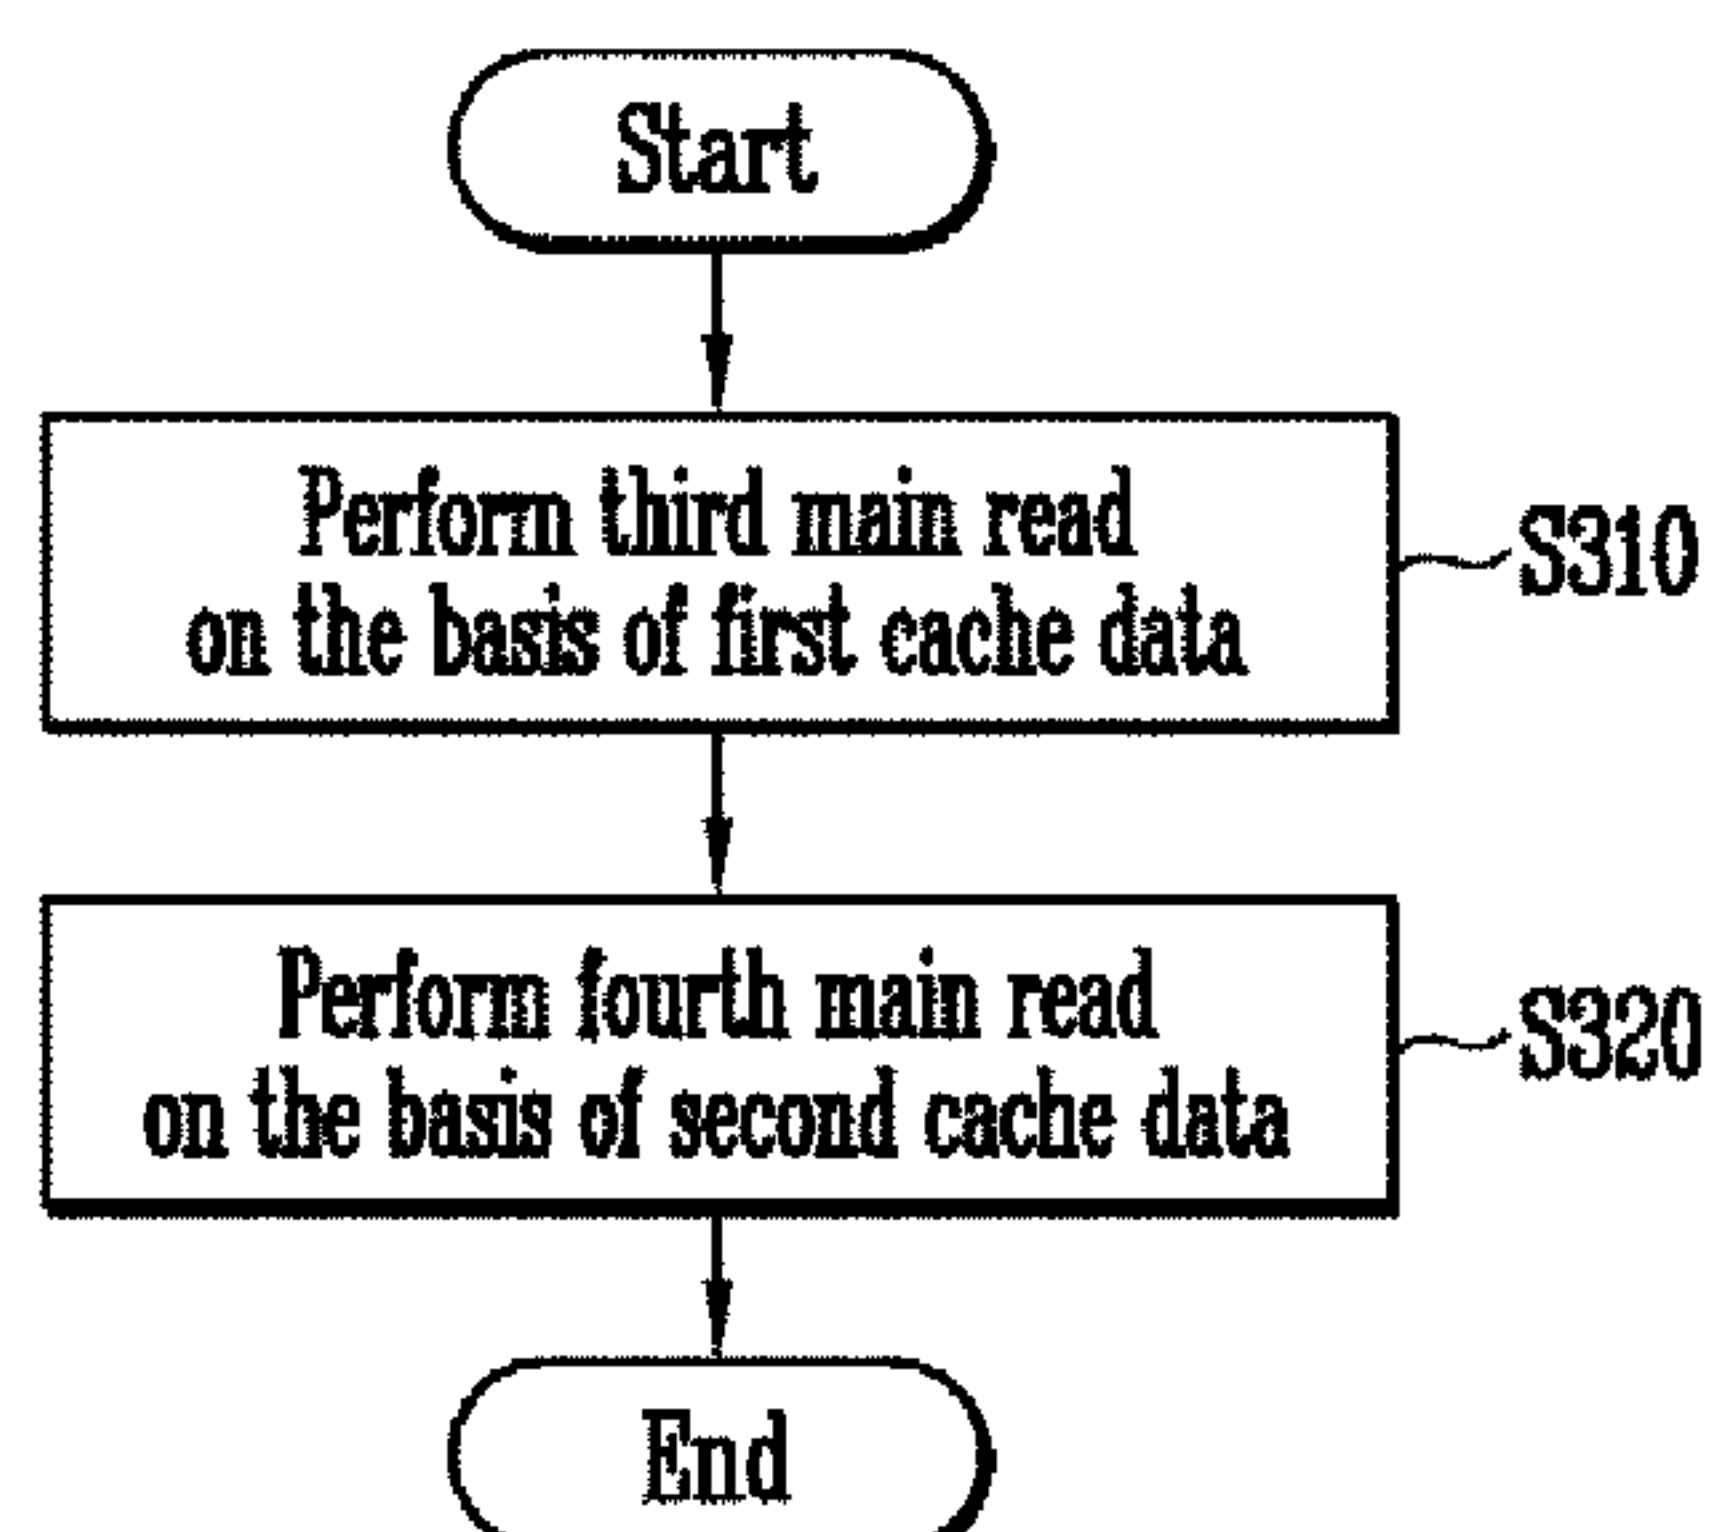 Start
Perform third main read
on the basis of first cache data
S310
Perform fourth main read
on the basis of second cache data
S320
End